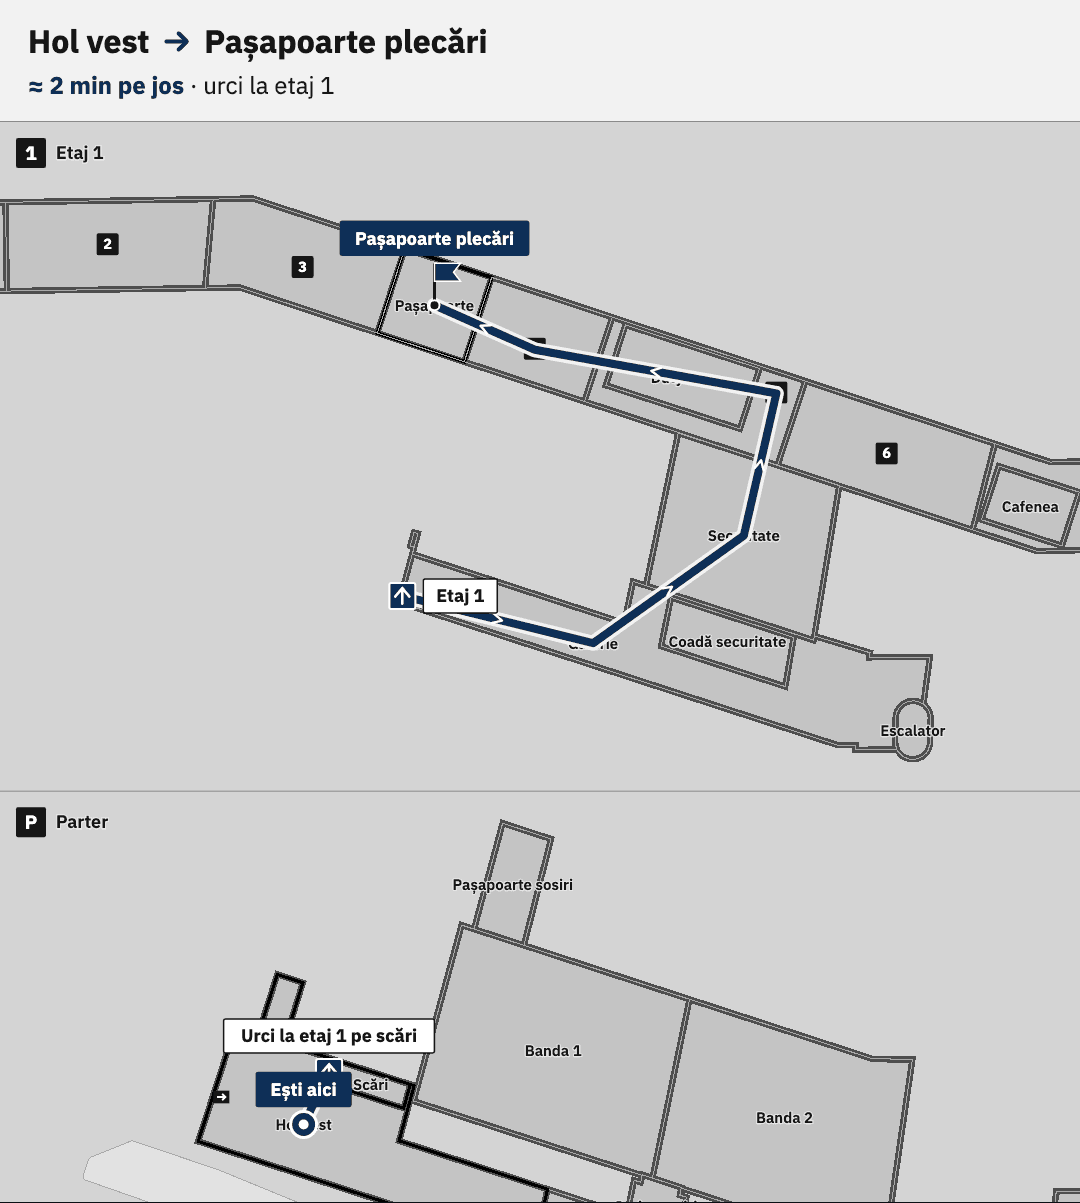 Hol vest → Pașapoarte plecări
≈ 2 min pe jos · urci la etaj 1
1 Etaj 1
Pașapoarte plecări
2
3
6
Cafenea
Etaj 1
Coadă securitate
Escalator
P Parter
Pașapoarte sosiri
Urci la etaj 1 pe scări
Banda 1
Scări
Ești aici
Banda 2